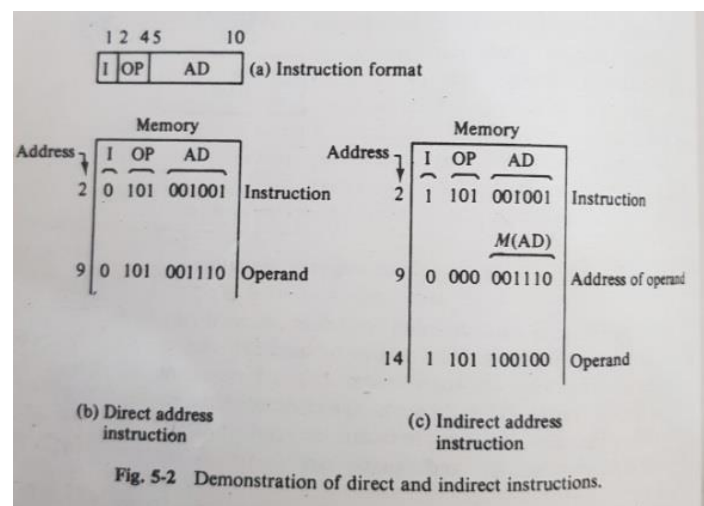 1 2 4 5 10
I OP AD (a) Instruction format
Memory
Address I OP AD
2 0 101 001001 Instruction
9 0 101 001110 Operand
(b) Direct address
instruction
Memory
Address I OP AD
2 1 101 001001 Instruction
M(AD)
9 0 000 001110 Address of operand
14 1 101 100100 Operand
(c) Indirect address
instruction
Fig. 5-2 Demonstration of direct and indirect instructions.